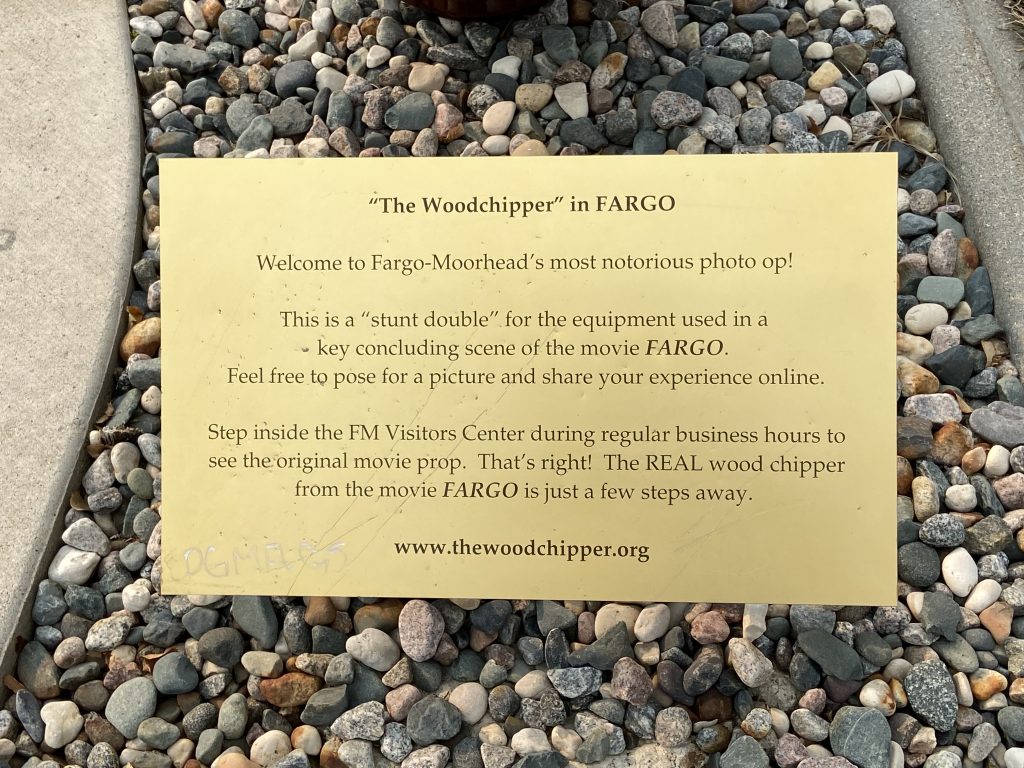 “The Woodchipper” in FARGO
Welcome to Fargo-Moorhead’s most notorious photo op!
This is a “stunt double” for the equipment used in a
key concluding scene of the movie FARGO.
Feel free to pose for a picture and share your experience online.
Step inside the FM Visitors Center during regular business hours to
see the original movie prop.  That’s right!  The REAL wood chipper
from the movie FARGO is just a few steps away.
www.thewoodchipper.org